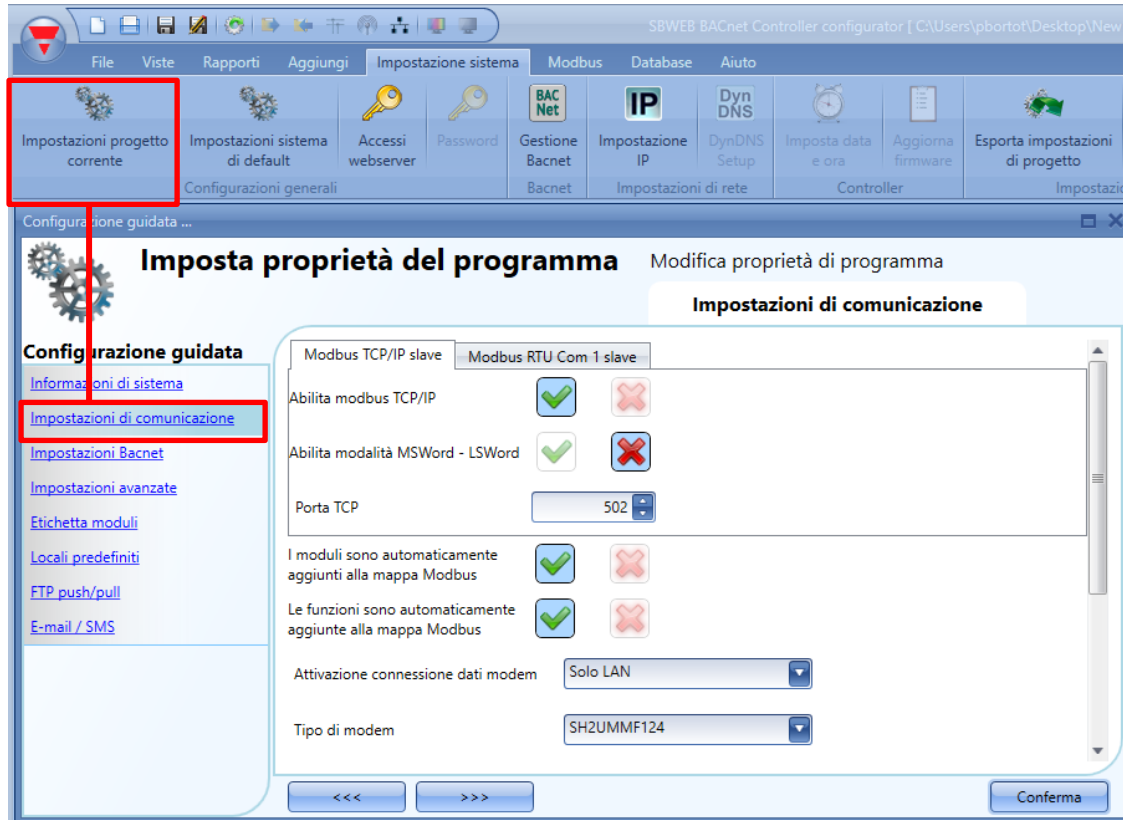 SBWEB BACnet Controller configurator [ C:\Users\pbortot\Desktop\New
File Viste Rapporti Aggiungi Impostazione sistema Modbus Database Aiuto
BAC
Net
IP
Dyn
DNS
Impostazioni progetto
corrente
Impostazioni sistema
di default
Accessi
webserver
Password
Gestione
Bacnet
Impostazione
IP
DynDNS
Setup
Imposta data
e ora
Aggiorna
firmware
Esporta impostazioni
di progetto
Configurazioni generali
Bacnet
Impostazioni di rete
Controller
Impostazio
Configurazione guidata ...
Imposta proprietà del programma
Modifica proprietà di programma
Impostazioni di comunicazione
Configurazione guidata
Informazioni di sistema
Impostazioni di comunicazione
Impostazioni Bacnet
Impostazioni avanzate
Etichetta moduli
Locali predefiniti
FTP push/pull
E-mail / SMS
Modbus TCP/IP slave
Modbus RTU Com 1 slave
Abilita modbus TCP/IP
Abilita modalità MSWord - LSWord
Porta TCP
502
I moduli sono automaticamente
aggiunti alla mappa Modbus
Le funzioni sono automaticamente
aggiunte alla mappa Modbus
Attivazione connessione dati modem
Solo LAN
Tipo di modem
SH2UMMF124
<<<
>>>
Conferma